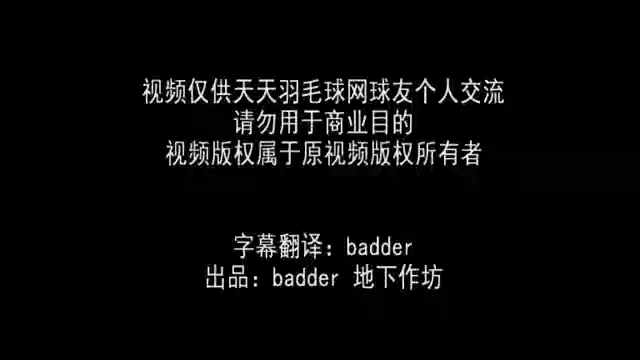 视频仅供天天羽毛球网球友个人交流
请勿用于商业目的
视频版权属于原视频版权所有者
字幕翻译：badder
出品：badder 地下作坊